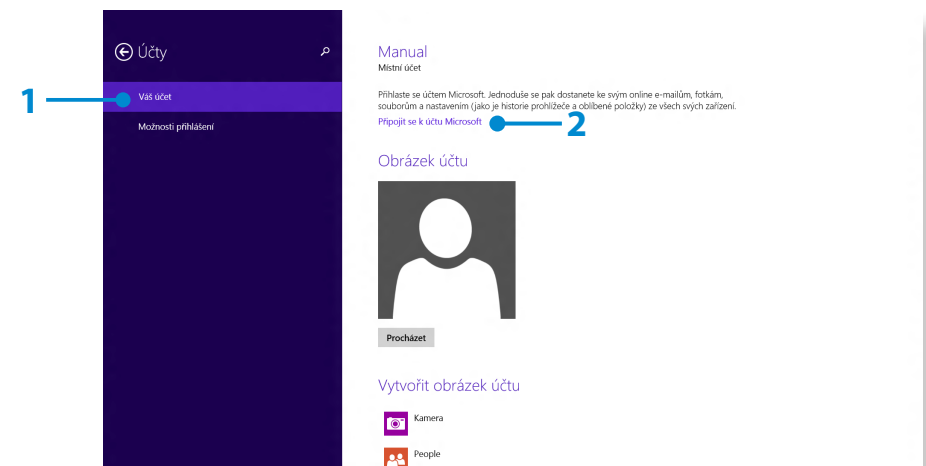 Účty
1
Váš účet
Možnosti přihlášení
Manual
Místní účet
Přihlaste se účtem Microsoft. Jednoduše se pak dostanete ke svým online e-mailům, fotkám,
souborům a nastavením (jako je historie prohlížeče a oblíbené položky) ze všech svých zařízení.
Připojit se k účtu Microsoft
2
Obrázek účtu
Procházet
Vytvořit obrázek účtu
Kamera
People